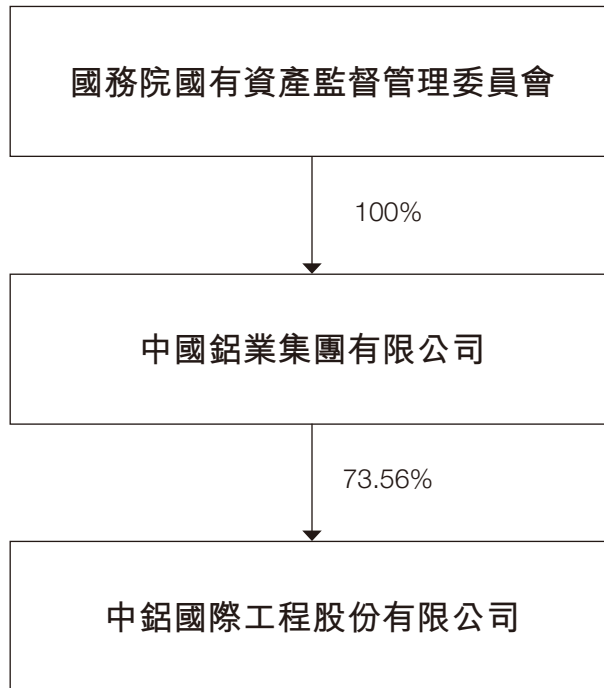 國務院國有資產監督管理委員會
100%
中國鋁業集團有限公司
73.56%
中鋁國際工程股份有限公司